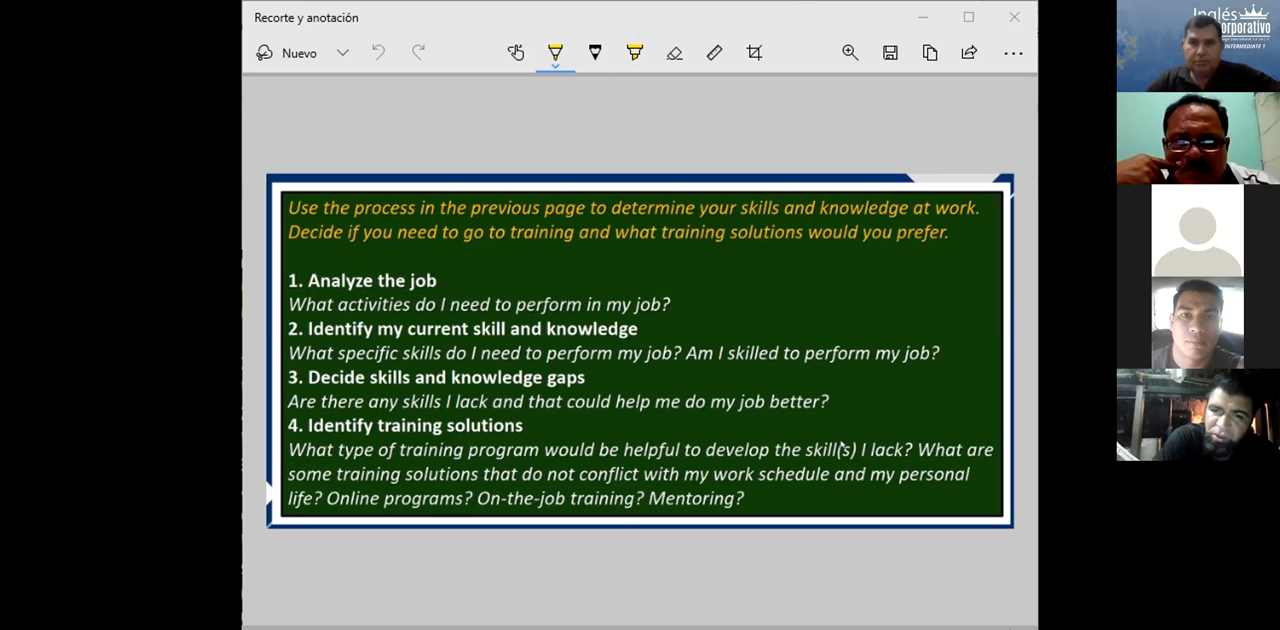 Recorte y anotación
Nuevo
Inglés
orporativo
INTERMEDIATE 1
Use the process in the previous page to determine your skills and knowledge at work.
Decide if you need to go to training and what training solutions would you prefer.
1. Analyze the job
What activities do I need to perform in my job?
2. Identify my current skill and knowledge
What specific skills do I need to perform my job? Am I skilled to perform my job?
3. Decide skills and knowledge gaps
Are there any skills I lack and that could help me do my job better?
4. Identify training solutions
What type of training program would be helpful to develop the skill(s) I lack? What are
some training solutions that do not conflict with my work schedule and my personal
life? Online programs? On-the-job training? Mentoring?